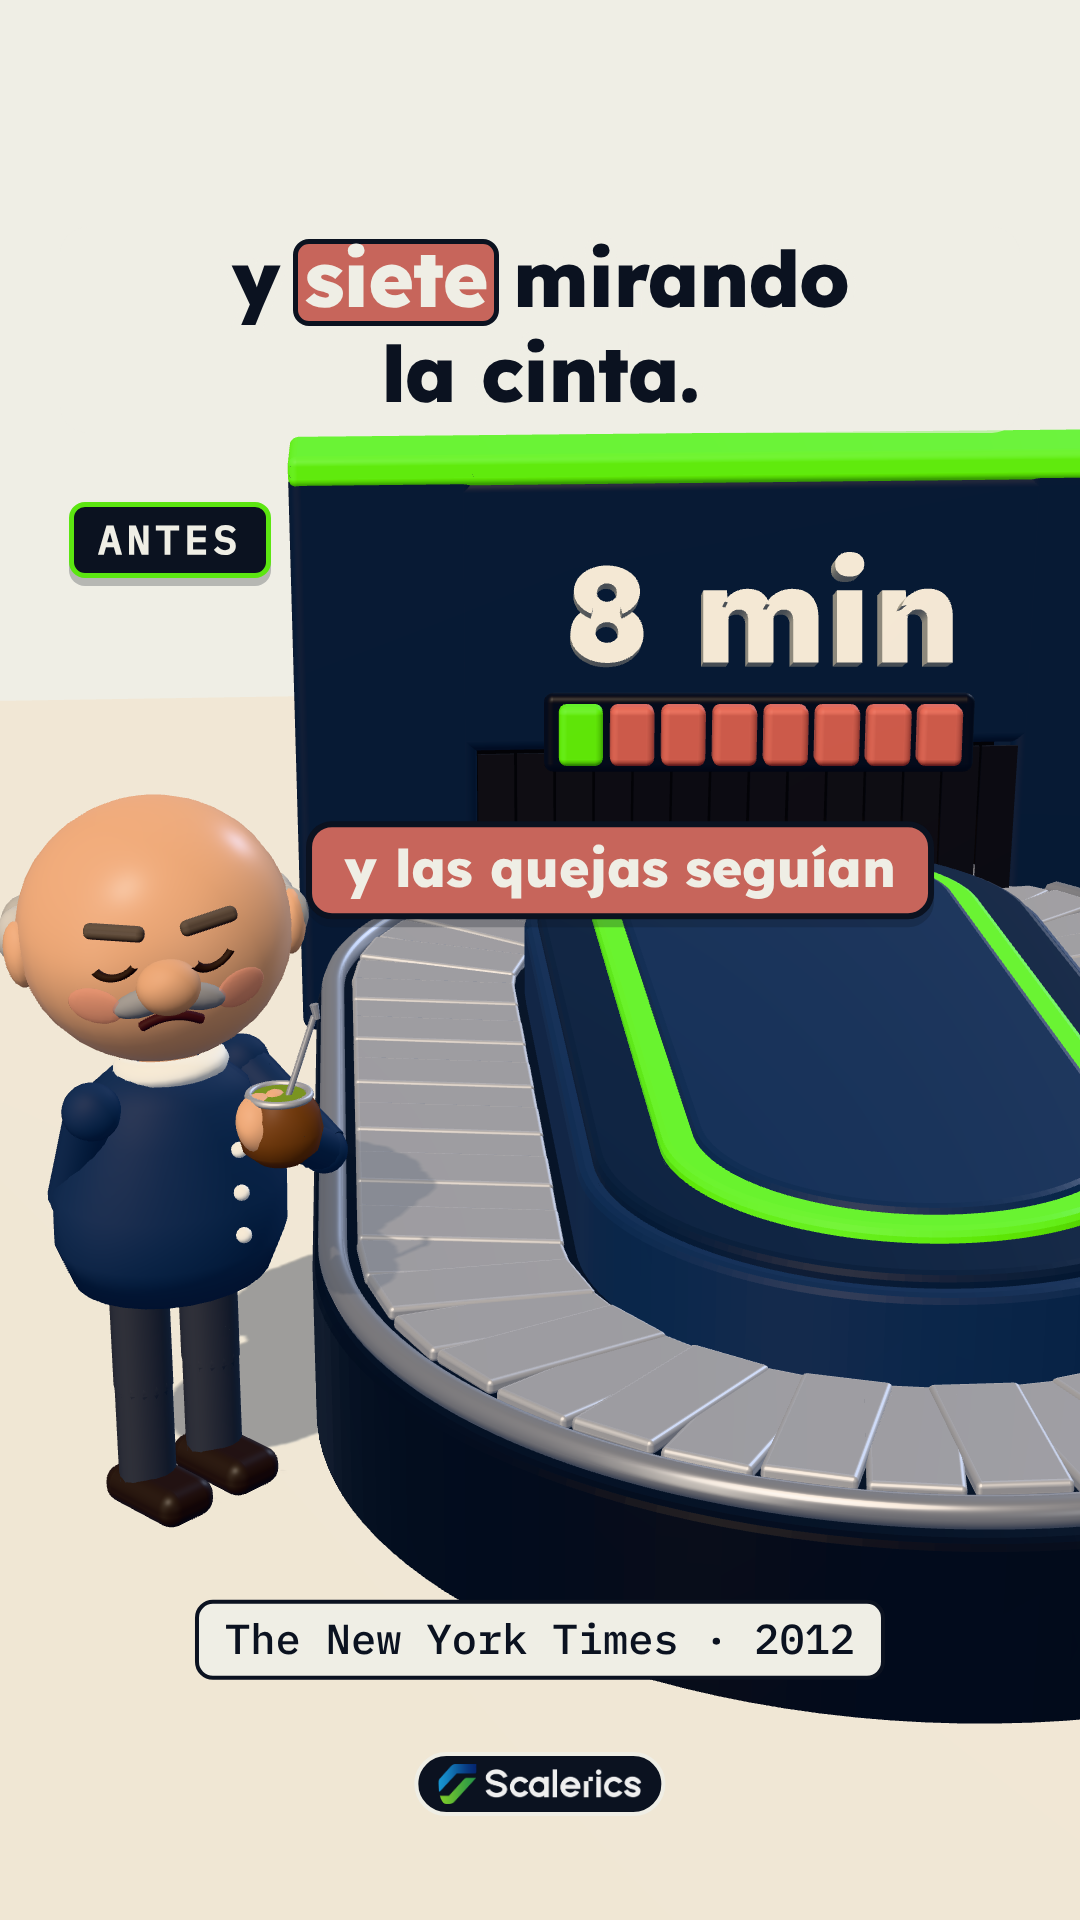 y siete mirando
la cinta.
ANTES
8 min
y las quejas seguían
The New York Times · 2012
Scalerics